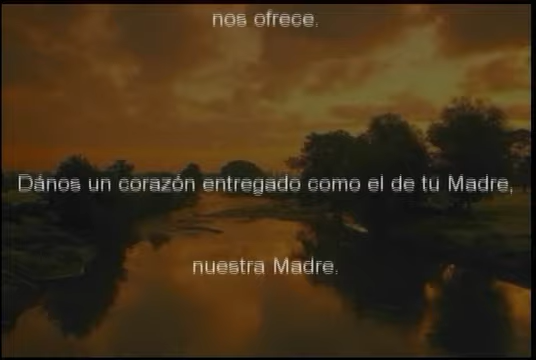 nos ofrece.
Dános un corazón entregado como el de tu Madre,
nuestra Madre.